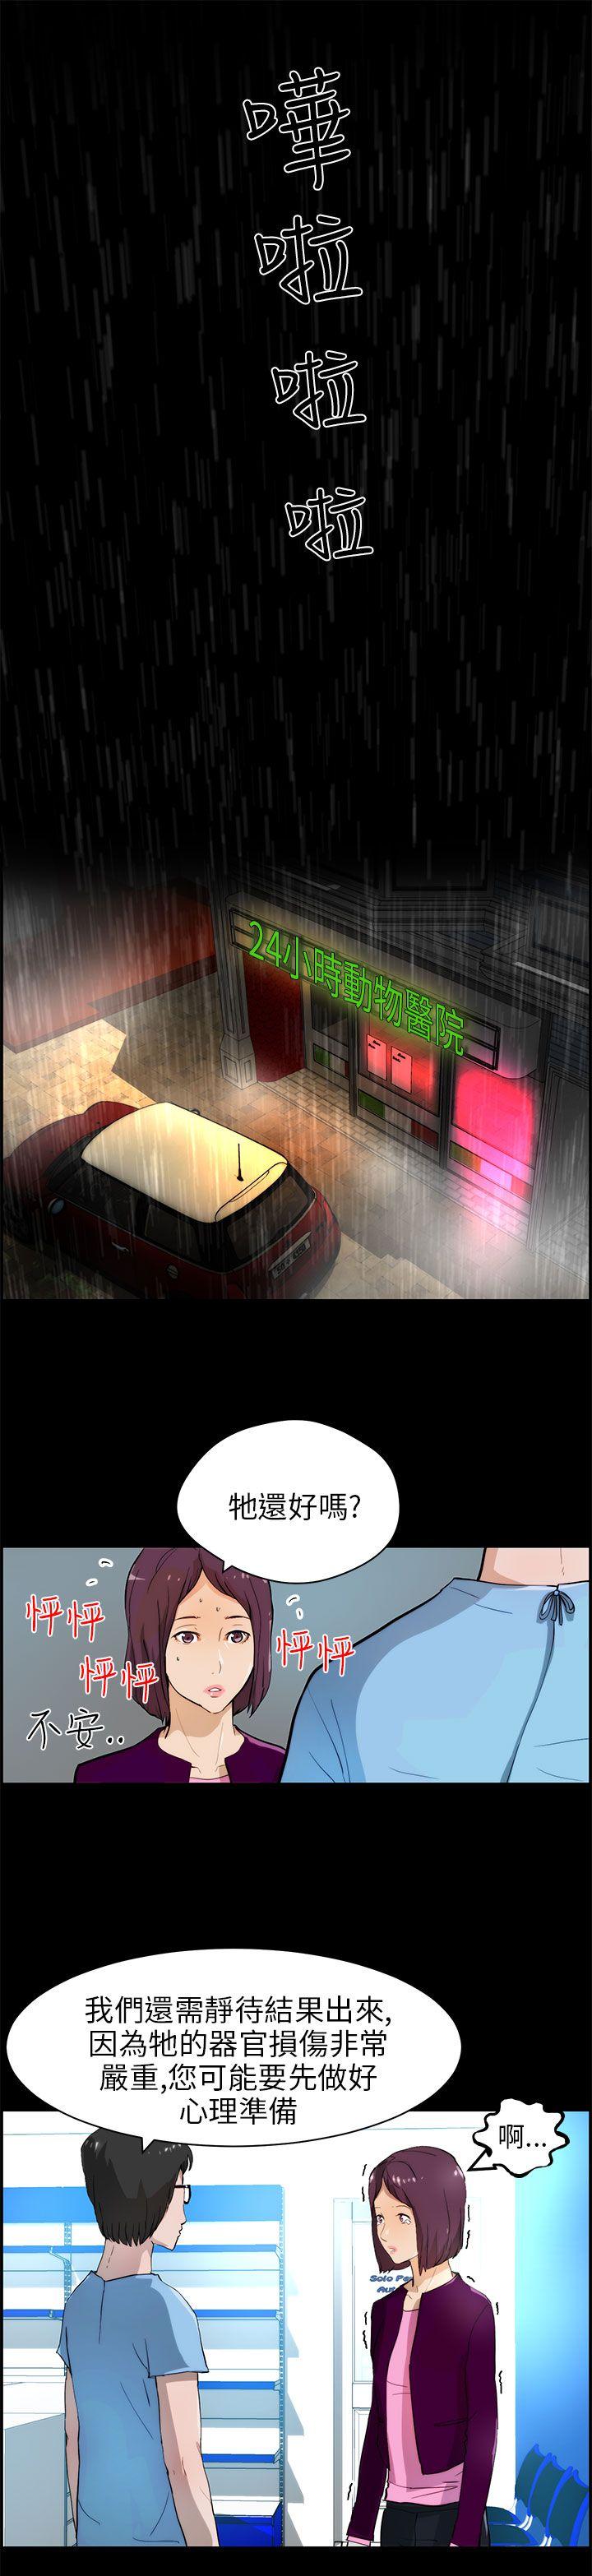 嘩
啦
啦
啦
24小時動物醫院
牠還好嗎?
怦怦
怦怦
怦怦
不安..
我們還需靜待結果出來,
因為牠的器官損傷非常
嚴重,您可能要先做好
心理準備
啊...
Solo Pe
Aut